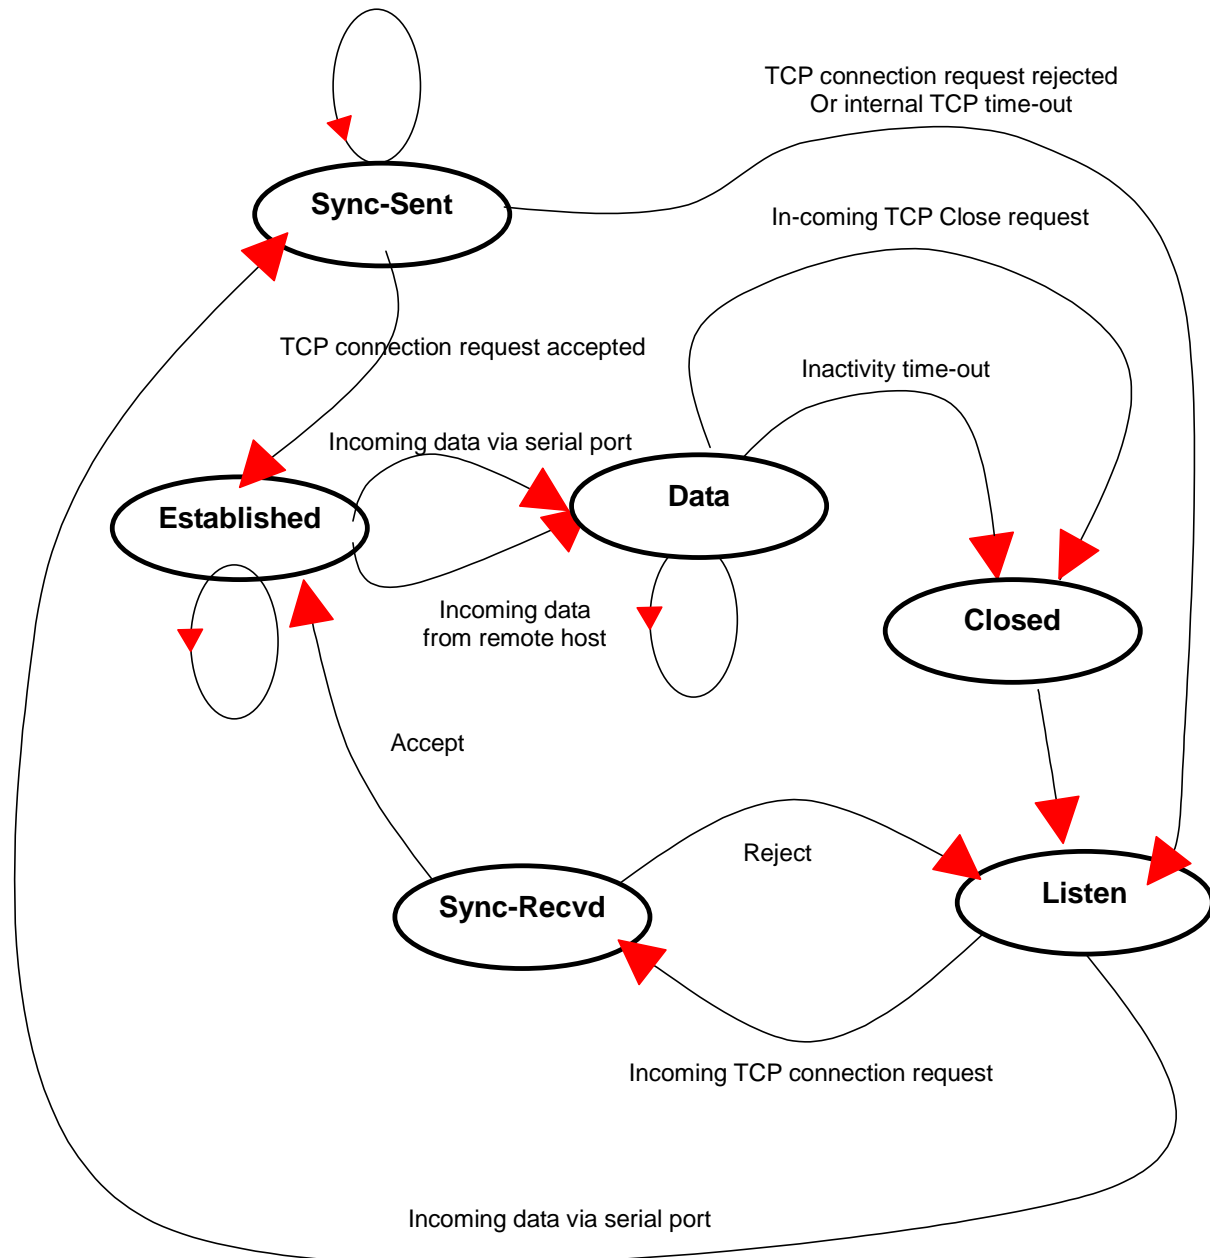 TCP connection request rejected
Or internal TCP time-out
Sync-Sent
In-coming TCP Close request
TCP connection request accepted
Inactivity time-out
Incoming data via serial port
Data
Established
Incoming data
from remote host
Closed
Accept
Reject
Listen
Sync-Recvd
Incoming TCP connection request
Incoming data via serial port